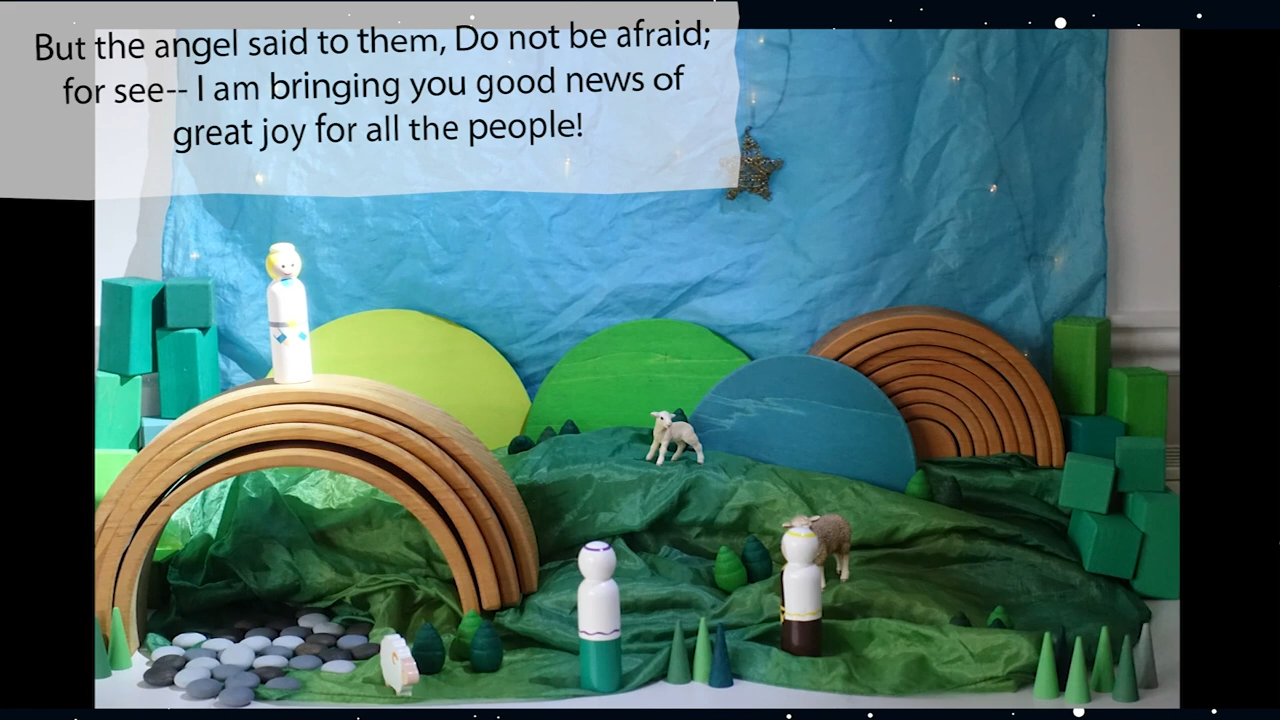 But the angel said to them, Do not be afraid;
for see-- I am bringing you good news of
great joy for all the people!